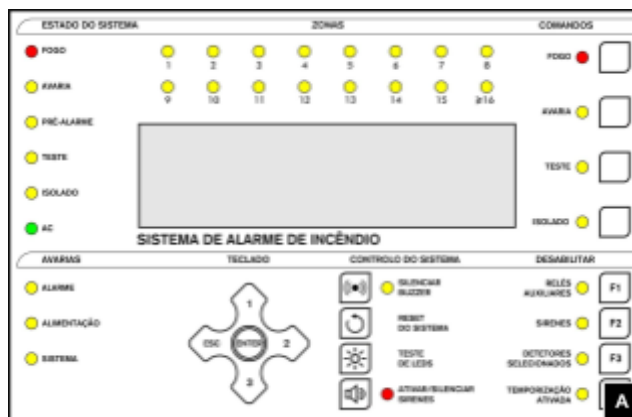 ESTADO DO SISTEMA ZONAS COMANDOS
FOGO 1 2 3 4 5 6 7 8 FOGO
AVARIA 9 10 11 12 13 14 15 ≥16 AVARIA
PRÉ-ALARME
TESTE TESTE
ISOLADO ISOLADO
AC
SISTEMA DE ALARME DE INCÊNDIO
AVARIAS TECLADO CONTROLO DO SISTEMA DESABILITAR
ALARME
ALIMENTAÇÃO
SISTEMA
1
ESC ENTER 2
3
SILENCIAR
BUZZER
RESET
DO SISTEMA
TESTE
DE LEDS
ATIVAR/SILENCIAR
SIRENES
RELÉS
AUXILIARES F1
SIRENES F2
DETETORES
SELECIONADOS F3
TEMPORIZAÇÃO
ATIVADA
A